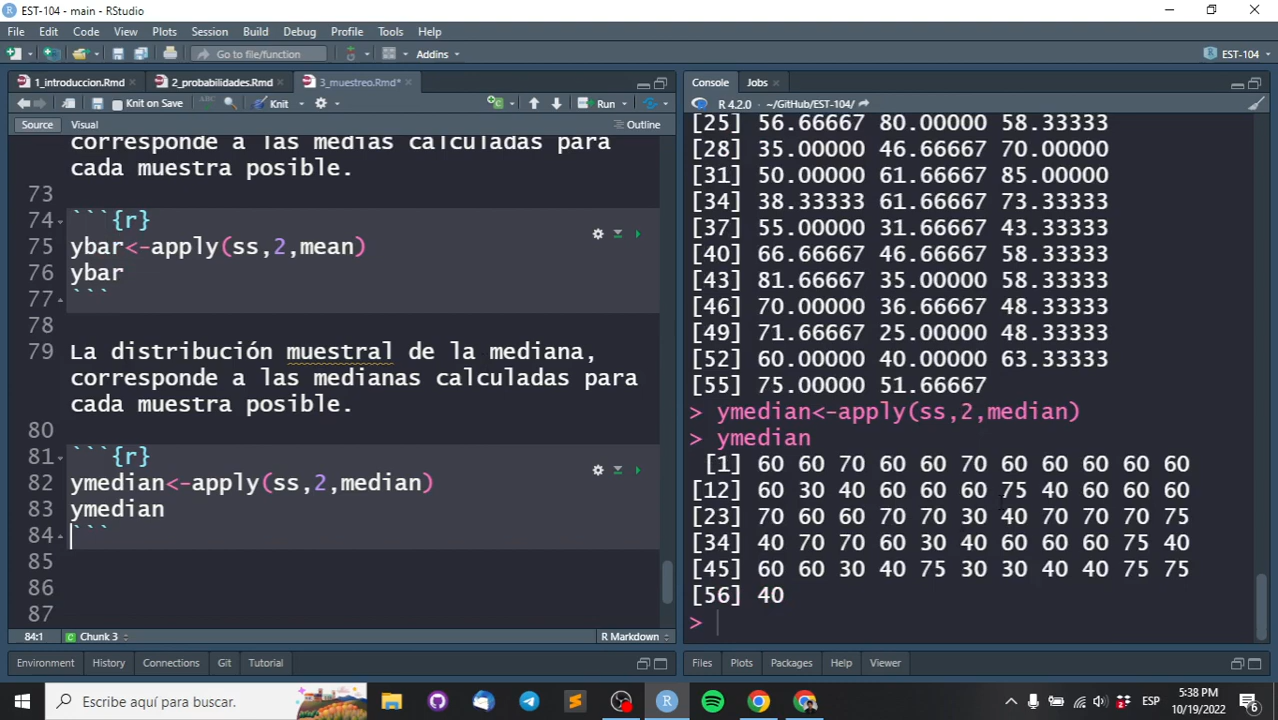 EST-104 - main - RStudio
File Edit Code View Plots Session Build Debug Profile Tools Help
Go to file/function Addins EST-104
1_introduccion.Rmd 2_probabilidades.Rmd 3_muestreo.Rmd*
Knit on Save ABC Knit Run
Source Visual Outline
corresponde a las medias calculadas para
cada muestra posible.
73
74 ```{r}
75 ybar<-apply(ss,2,mean)
76 ybar
77 ```
78
79 La distribución muestral de la mediana,
corresponde a las medianas calculadas para
cada muestra posible.
80
81 ```{r}
82 ymedian<-apply(ss,2,median)
83 ymedian
84 ```
85
86
87
84:1 Chunk 3 R Markdown
Environment History Connections Git Tutorial
Console Jobs
R 4.2.0 · ~/GitHub/EST-104/
[25] 56.66667 80.00000 58.33333
[28] 35.00000 46.66667 70.00000
[31] 50.00000 61.66667 85.00000
[34] 38.33333 61.66667 73.33333
[37] 55.00000 31.66667 43.33333
[40] 66.66667 46.66667 58.33333
[43] 81.66667 35.00000 58.33333
[46] 70.00000 36.66667 48.33333
[49] 71.66667 25.00000 48.33333
[52] 60.00000 40.00000 63.33333
[55] 75.00000 51.66667
> ymedian<-apply(ss,2,median)
> ymedian
[1] 60 60 70 60 60 70 60 60 60 60 60
[12] 60 30 40 60 60 60 75 40 60 60 60
[23] 70 60 60 70 70 30 40 70 70 70 75
[34] 40 70 70 60 30 40 60 60 60 75 40
[45] 60 60 30 40 75 30 30 40 40 75 75
[56] 40
>
Files Plots Packages Help Viewer
Escribe aquí para buscar.
ESP
5:38 PM
10/19/2022
6